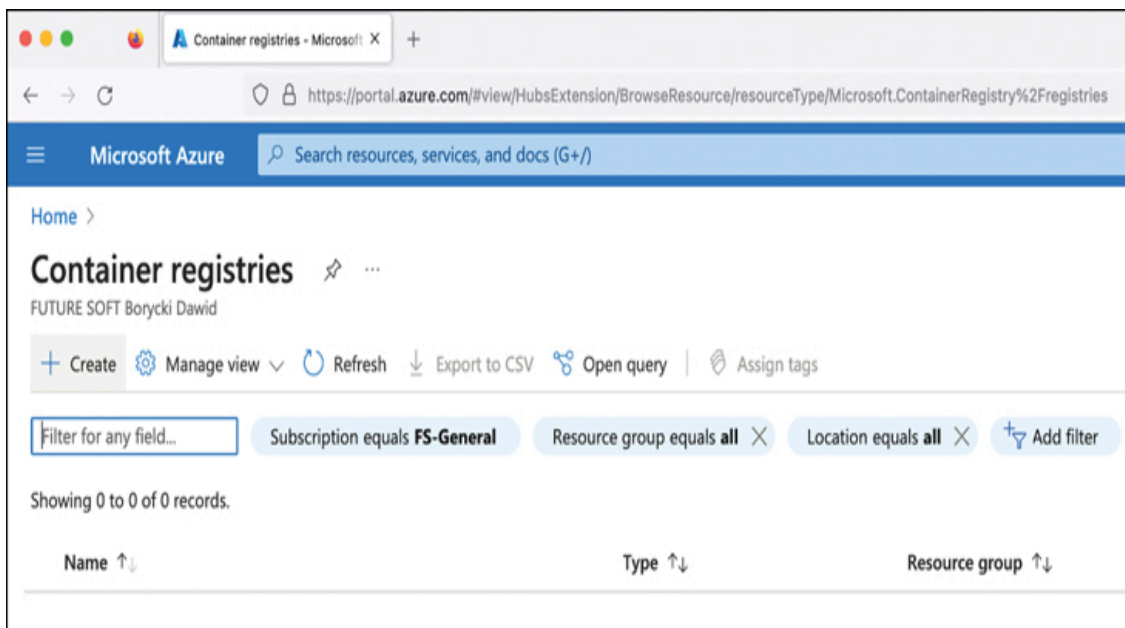 Container registries - Microsoft
https://portal.azure.com/#view/HubsExtension/BrowseResource/resourceType/Microsoft.ContainerRegistry%2Fregistries
Microsoft Azure Search resources, services, and docs (G+/)
Home >
Container registries ...
FUTURE SOFT Borycki Dawid
+ Create Manage view Refresh Export to CSV Open query Assign tags
Filter for any field... Subscription equals FS-General Resource group equals all Location equals all Add filter
Showing 0 to 0 of 0 records.
Name Type Resource group